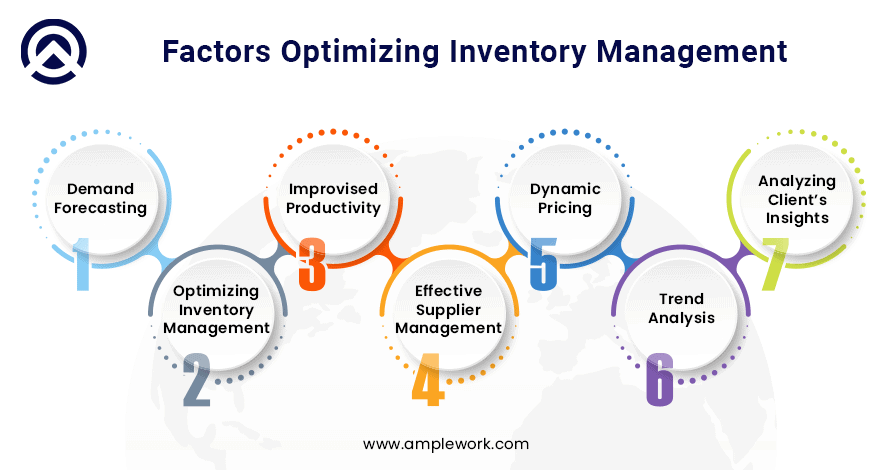 Factors Optimizing Inventory Management
Demand
Forecasting
1
Optimizing
Inventory
Management
2
Improvised
Productivity
3
Effective
Supplier
Management
4
Dynamic
Pricing
5
Trend
Analysis
6
Analyzing
Client’s
Insights
7
www.amplework.com